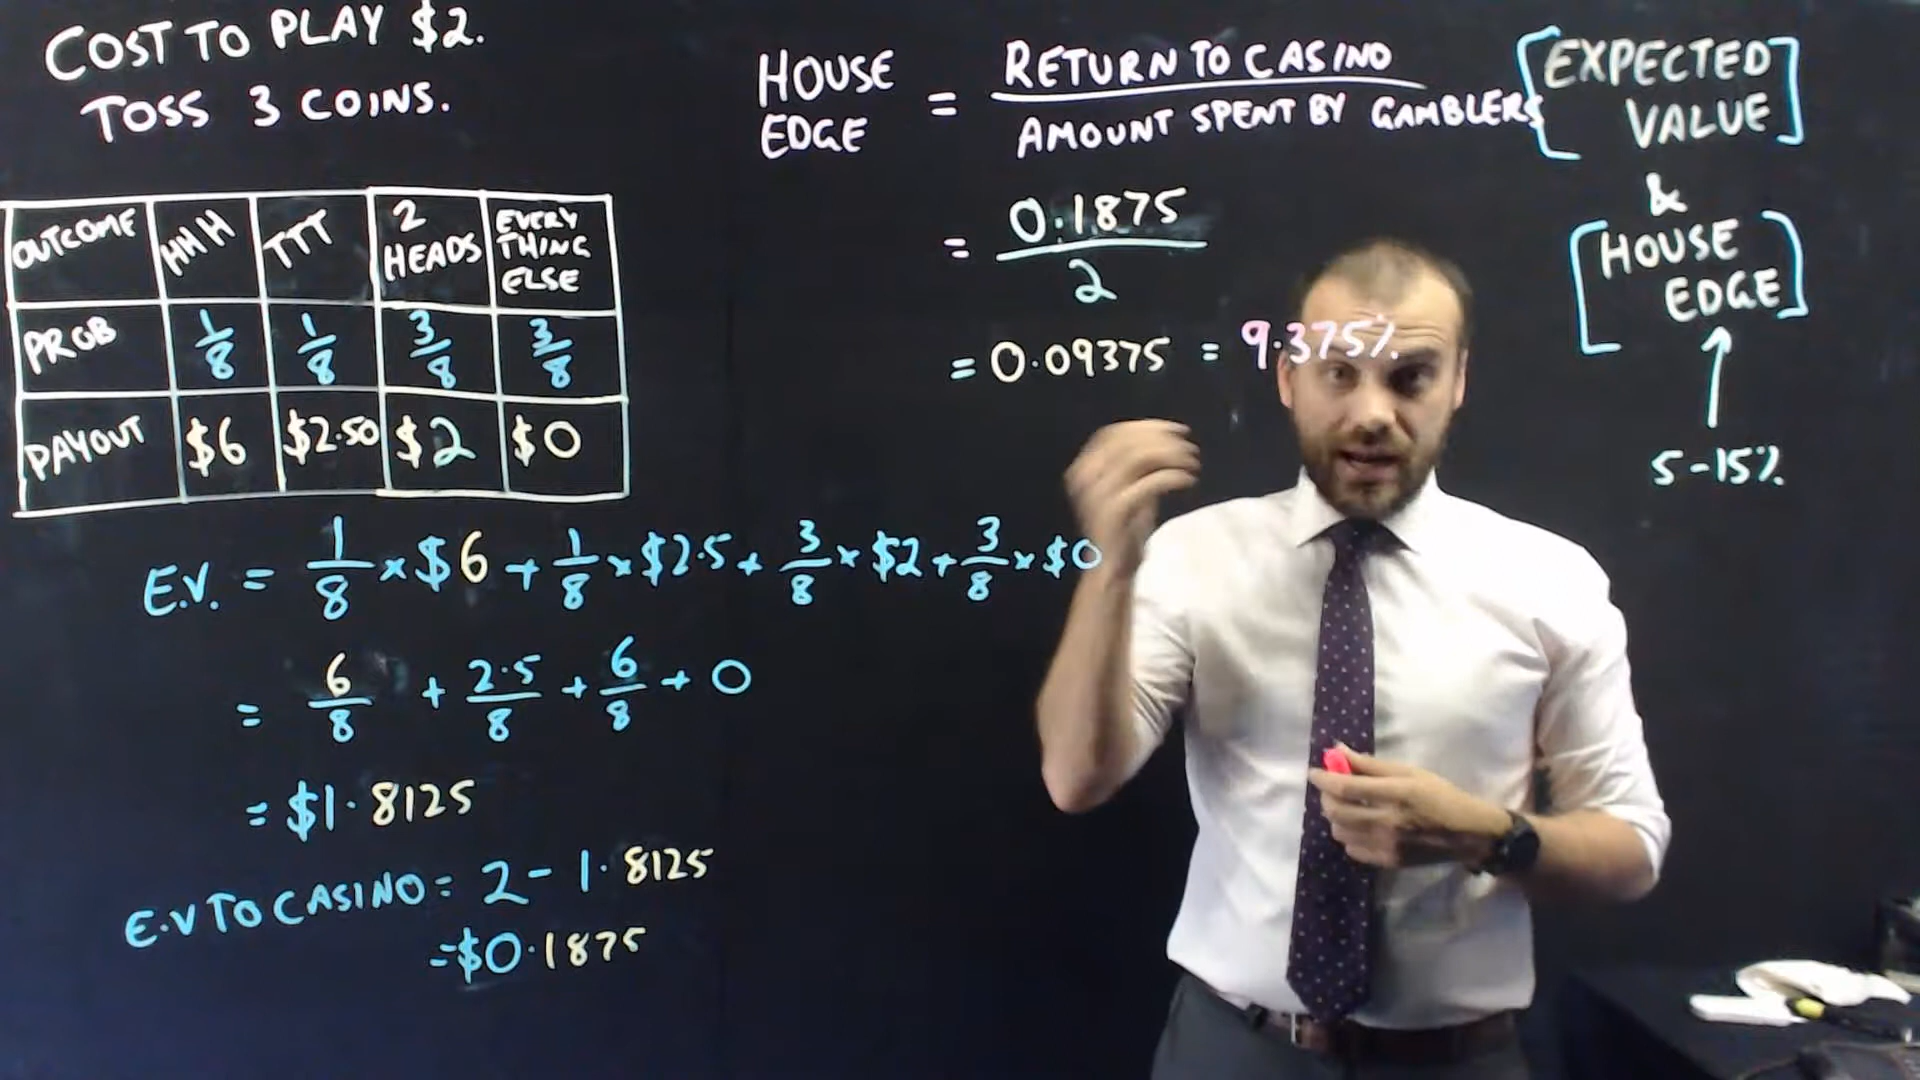 COST TO PLAY $2.
TOSS 3 COINS.
OUTCOME HHH TTT 2 HEADS EVERY THING ELSE
PROB 1/8 1/8 3/8 3/8
PAYOUT $6 $2.50 $2 $0
E.V. = 1/8 × $6 + 1/8 × $2.5 + 3/8 × $2 + 3/8 × $0
= 6/8 + 2.5/8 + 6/8 + 0
= $1.8125
E.V TO CASINO = 2 - 1.8125
= $0.1875
HOUSE EDGE = RETURN TO CASINO / AMOUNT SPENT BY GAMBLERS
= 0.1875 / 2
= 0.09375 = 9.375%
[EXPECTED VALUE]
&
[HOUSE EDGE]
↑
5-15%